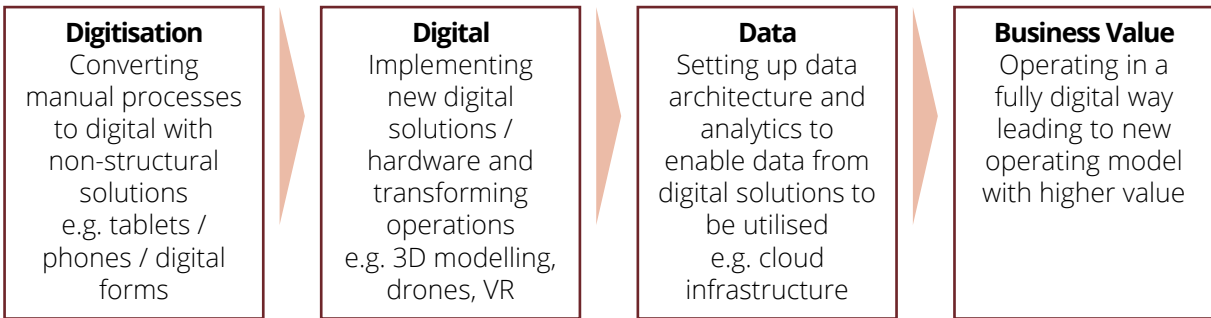 Digitisation
Converting
manual processes
to digital with
non-structural
solutions
e.g. tablets /
phones / digital
forms
Digital
Implementing
new digital
solutions /
hardware and
transforming
operations
e.g. 3D modelling,
drones, VR
Data
Setting up data
architecture and
analytics to
enable data from
digital solutions to
be utilised
e.g. cloud
infrastructure
Business Value
Operating in a
fully digital way
leading to new
operating model
with higher value